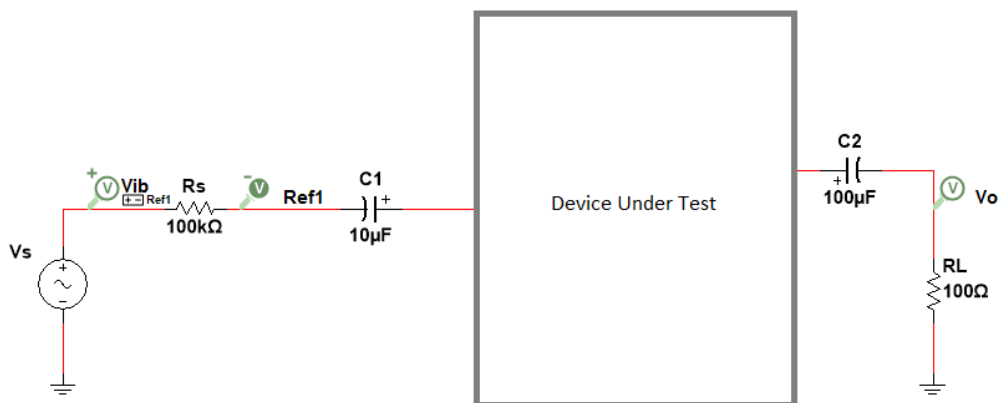 +
V
Vib
+ -
Ref1
Rs
100kΩ
-
V
Ref1
C1
+
10µF
Vs
+
-
Device Under Test
C2
+
100µF
V
Vo
RL
100Ω